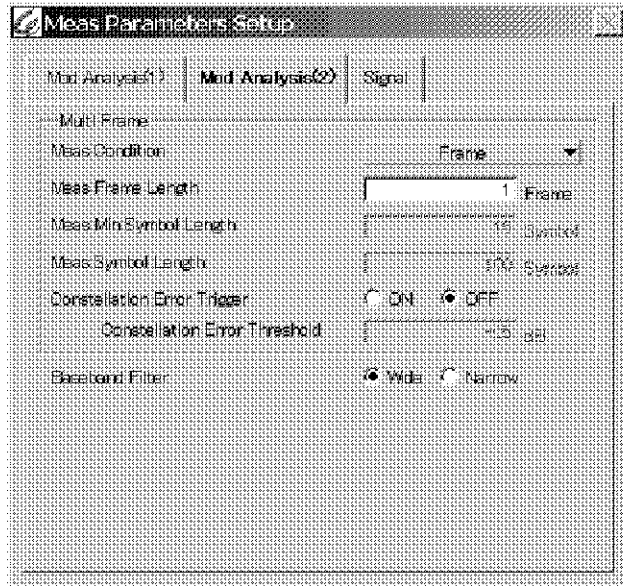 Meas Parameters Setup
Mod Analysis(1) Mod Analysis(2) Signal
Multi Frame
Meas Condition Frame
Meas Frame Length 1 Frame
Meas Min Symbol Length 16 Symbol
Meas Symbol Length 100 Symbol
Constellation Error Trigger ON OFF
Constellation Error Threshold dB
Baseband Filter Wide Narrow